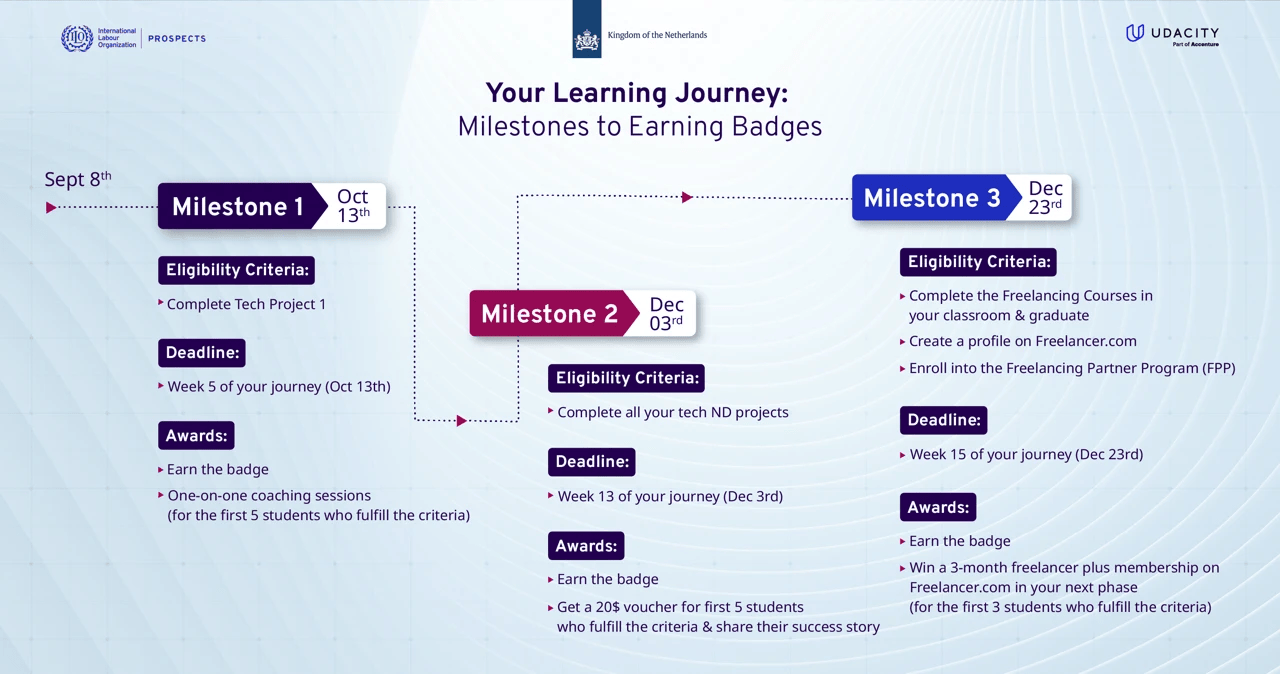 International
Labour
Organization
PROSPECTS
Kingdom of the Netherlands
UDACITY
Part of Accenture
Your Learning Journey:
Milestones to Earning Badges
Sept 8th
Milestone 1
Oct
13th
Eligibility Criteria:
Complete Tech Project 1
Deadline:
Week 5 of your journey (Oct 13th)
Awards:
Earn the badge
One-on-one coaching sessions
(for the first 5 students who fulfill the criteria)
Milestone 2
Dec
03rd
Eligibility Criteria:
Complete all your tech ND projects
Deadline:
Week 13 of your journey (Dec 3rd)
Awards:
Earn the badge
Get a 20$ voucher for first 5 students
who fulfill the criteria & share their success story
Milestone 3
Dec
23rd
Eligibility Criteria:
Complete the Freelancing Courses in
your classroom & graduate
Create a profile on Freelancer.com
Enroll into the Freelancing Partner Program (FPP)
Deadline:
Week 15 of your journey (Dec 23rd)
Awards:
Earn the badge
Win a 3-month freelancer plus membership on
Freelancer.com in your next phase
(for the first 3 students who fulfill the criteria)